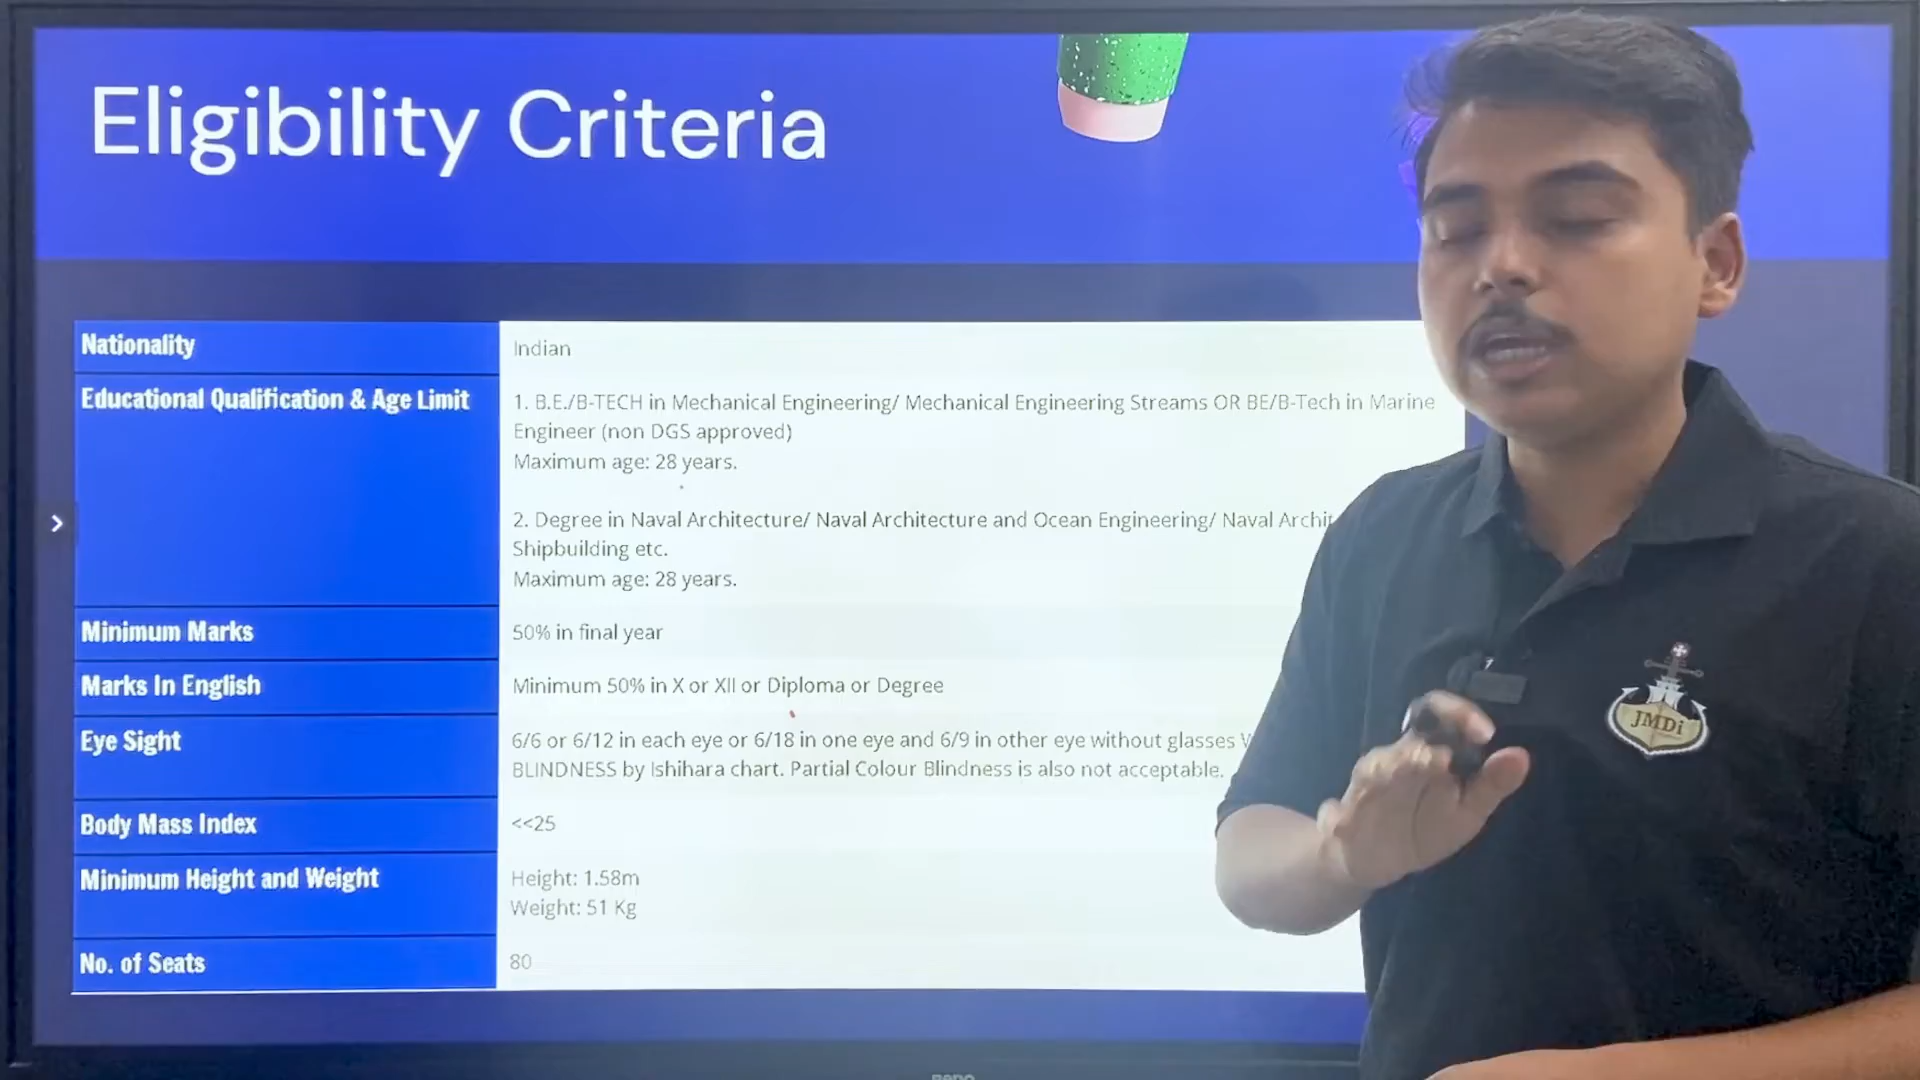 Eligibility Criteria
Nationality
Indian
Educational Qualification & Age Limit
1. B.E./B-TECH in Mechanical Engineering/ Mechanical Engineering Streams OR BE/B-Tech in Marine
Engineer (non DGS approved)
Maximum age: 28 years.
2. Degree in Naval Architecture/ Naval Architecture and Ocean Engineering/ Naval
Shipbuilding etc.
Maximum age: 28 years.
Minimum Marks
50% in final year
Marks In English
Minimum 50% in X or XII or Diploma or Degree
Eye Sight
6/6 or 6/12 in each eye or 6/18 in one eye and 6/9 in other eye without glasses
BLINDNESS by Ishihara chart. Partial Colour Blindness is also not acceptable.
Body Mass Index
<<25
Minimum Height and Weight
Height: 1.58m
Weight: 51 Kg
No. of Seats
80
JMDi